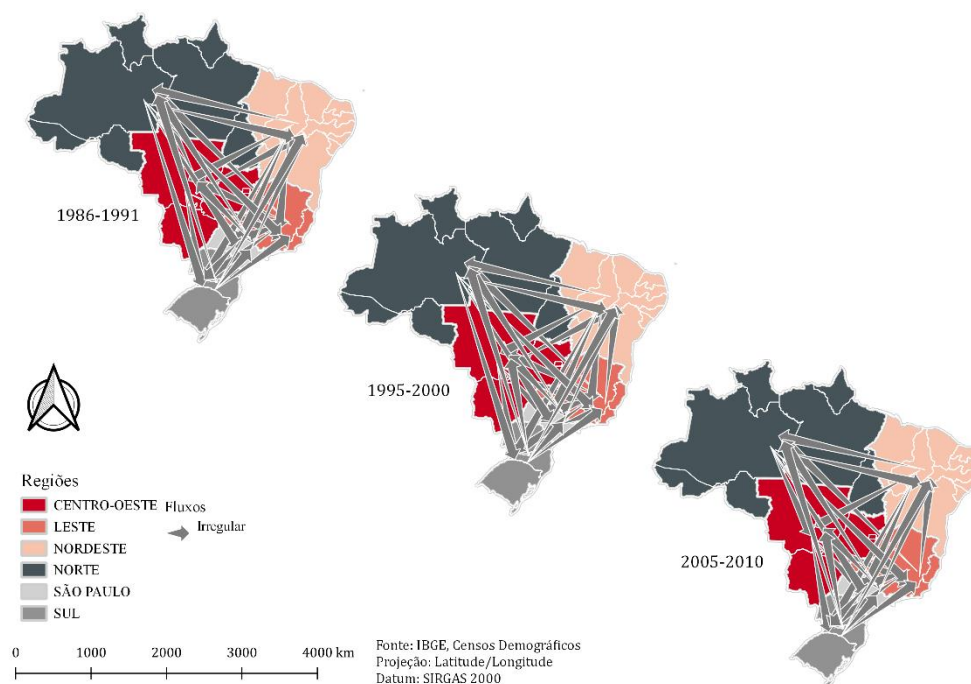 1986-1991
1995-2000
2005-2010
Regiões
CENTRO-OESTE
LESTE
NORDESTE
NORTE
SÃO PAULO
SUL
Fluxos
Irregular
0 1000 2000 3000 4000 km
Fonte: IBGE, Censos Demográficos
Projeção: Latitude/Longitude
Datum: SIRGAS 2000